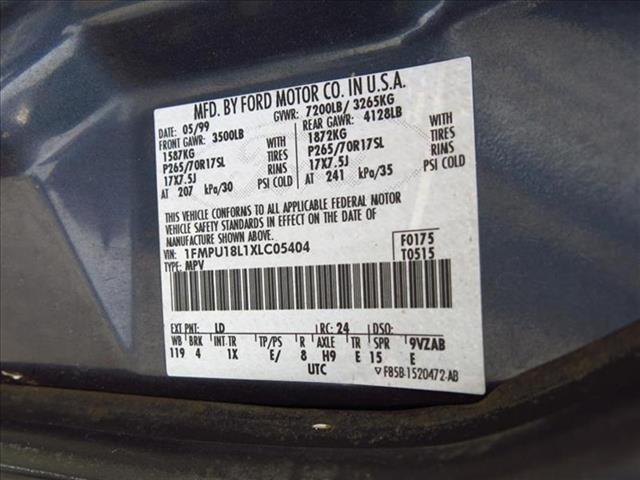 MFD. BY FORD MOTOR CO. IN U.S.A.
DATE: 05/99 GVWR: 7200LB/ 3265KG
FRONT GAWR: 3500LB REAR GAWR: 4128LB
1587KG WITH 1872KG WITH
P265/70R17SL TIRES P265/70R17SL TIRES
17X7.5J RINS 17X7.5J RINS
AT 207 kPa/30 PSI COLD AT 241 kPa/35 PSI COLD
THIS VEHICLE CONFORMS TO ALL APPLICABLE FEDERAL MOTOR
VEHICLE SAFETY STANDARDS IN EFFECT ON THE DATE OF
MANUFACTURE SHOWN ABOVE.
VIN: 1FMPU18L1XLC05404 F0175
TYPE: MPV T0515
EXT PNT: LD RC: 24 DSO:
WB BRK INT TR TP/PS R AXLE TR SPR 9VZAB
119 4 1X E/ 8 H9 E 15 E
UTC ▽F85B-1520472-AB